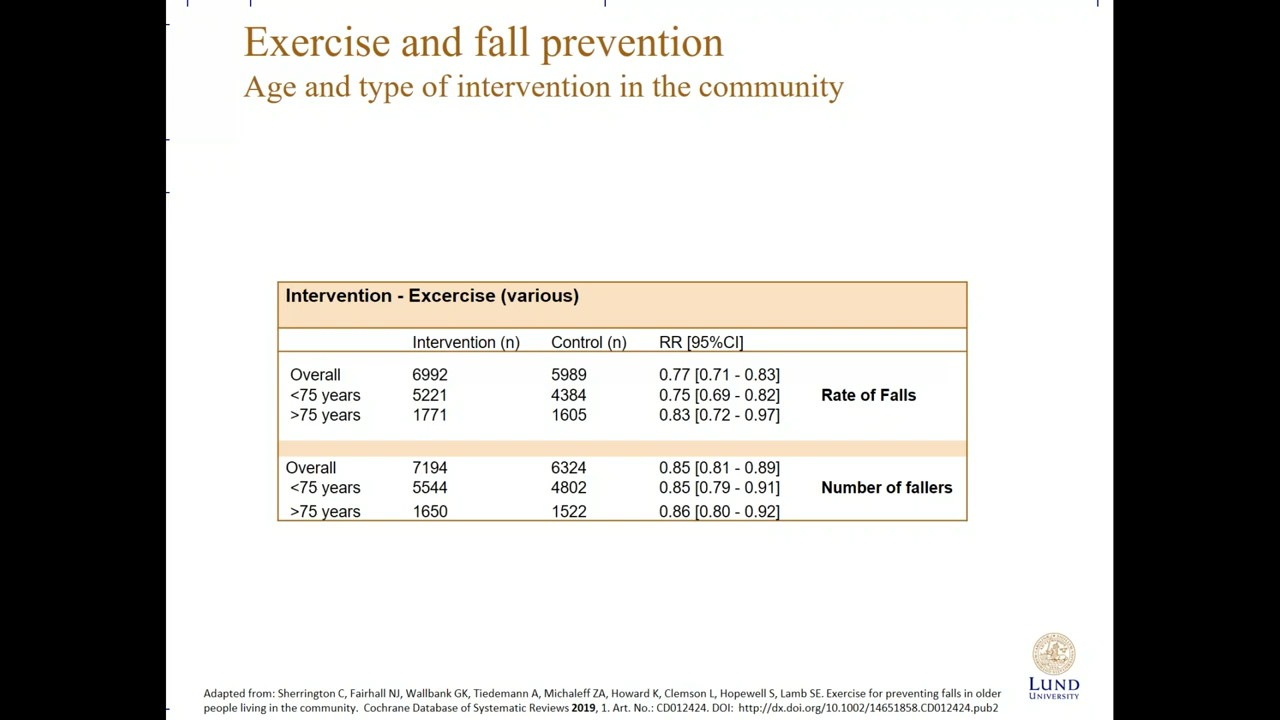 Exercise and fall prevention
Age and type of intervention in the community
Intervention - Excercise (various)
Intervention (n) Control (n) RR [95%CI]
Overall 6992 5989 0.77 [0.71 - 0.83]
<75 years 5221 4384 0.75 [0.69 - 0.82] Rate of Falls
>75 years 1771 1605 0.83 [0.72 - 0.97]
Overall 7194 6324 0.85 [0.81 - 0.89]
<75 years 5544 4802 0.85 [0.79 - 0.91] Number of fallers
>75 years 1650 1522 0.86 [0.80 - 0.92]
LUND
UNIVERSITY
Adapted from: Sherrington C, Fairhall NJ, Wallbank GK, Tiedemann A, Michaleff ZA, Howard K, Clemson L, Hopewell S, Lamb SE. Exercise for preventing falls in older
people living in the community. Cochrane Database of Systematic Reviews 2019, 1. Art. No.: CD012424. DOI: http://dx.doi.org/10.1002/14651858.CD012424.pub2